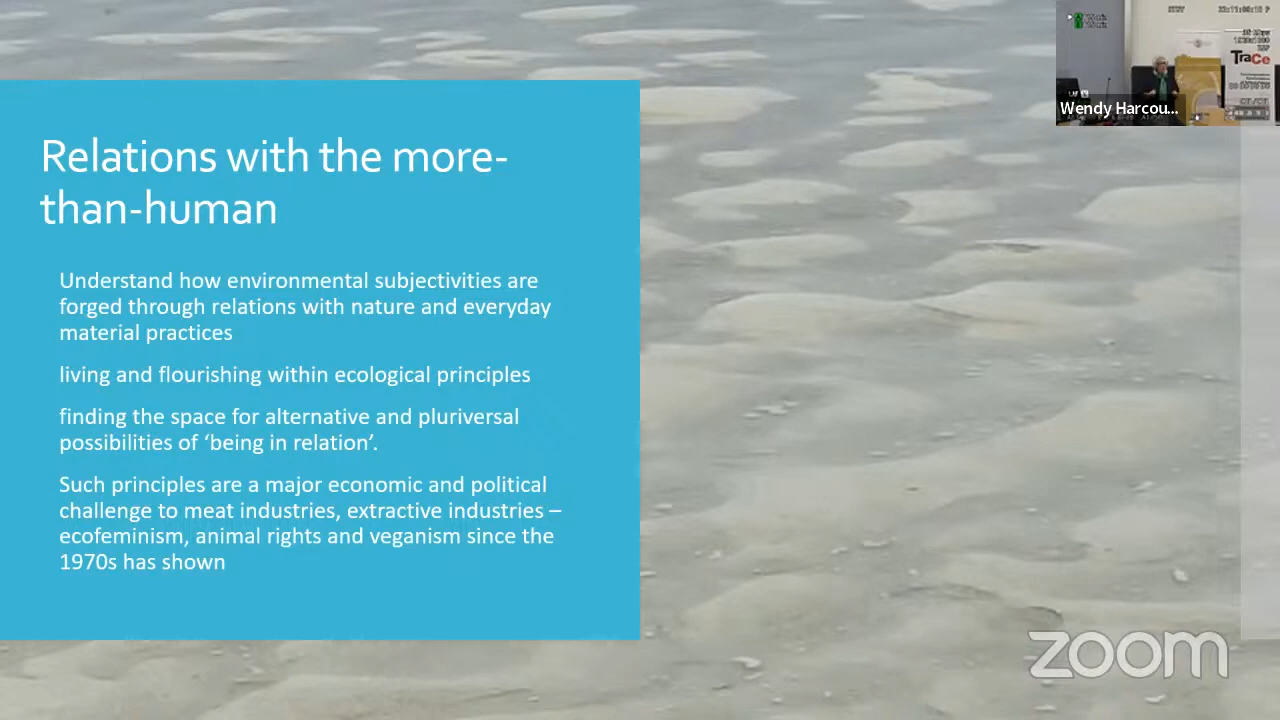 Relations with the more-
than-human
Understand how environmental subjectivities are
forged through relations with nature and everyday
material practices
living and flourishing within ecological principles
finding the space for alternative and pluriversal
possibilities of ‘being in relation’.
Such principles are a major economic and political
challenge to meat industries, extractive industries –
ecofeminism, animal rights and veganism since the
1970s has shown
TraCe
Wendy Harcou...
zoom